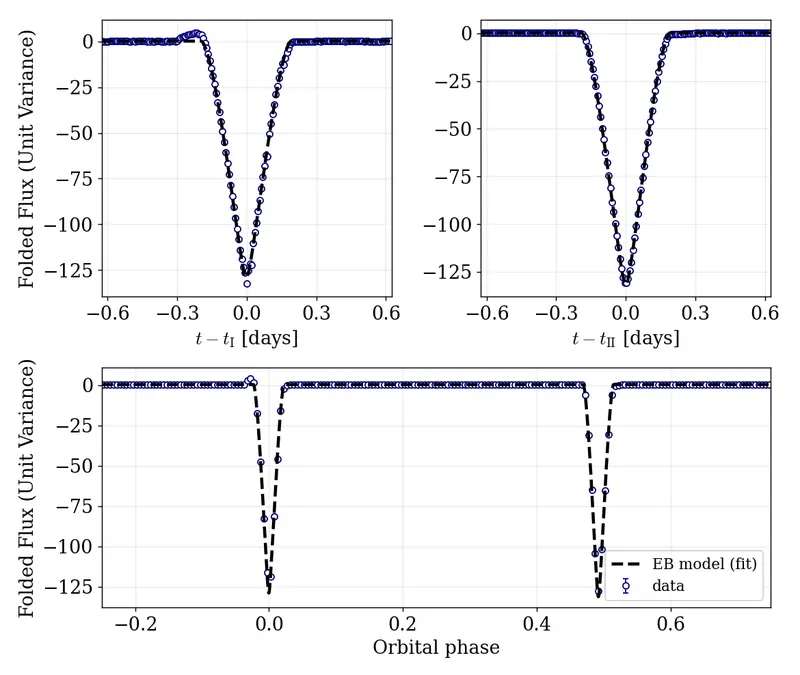 Folded Flux (Unit Variance)
0
−25
−50
−75
−100
−125
−0.6 −0.3 0.0 0.3 0.6
t − tI [days]
0
−25
−50
−75
−100
−125
−0.6 −0.3 0.0 0.3 0.6
t − tII [days]
Folded Flux (Unit Variance)
0
−25
−50
−75
−100
−125
−0.2 0.0 0.2 0.4 0.6
Orbital phase
EB model (fit)
data